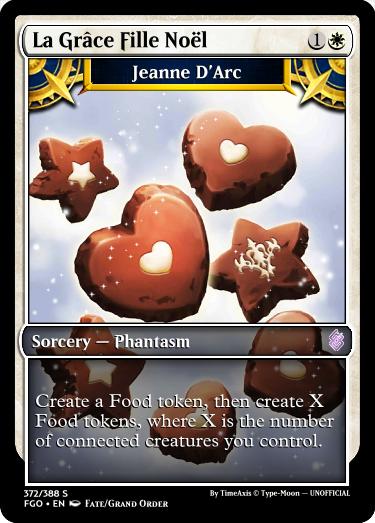 La Grâce Fille Noël 1
Jeanne D'Arc
Sorcery — Phantasm
Create a Food token, then create X
Food tokens, where X is the number
of connected creatures you control.
372/388 S
FGO • EN Fate/Grand Order
By TimeAxis © Type-Moon — UNOFFICIAL